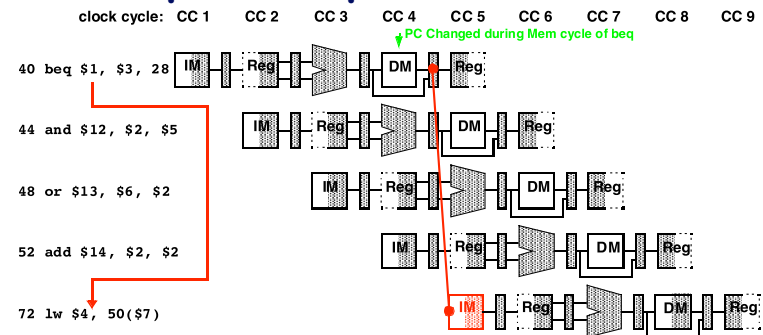 clock cycle: CC 1 CC 2 CC 3 CC 4 CC 5 CC 6 CC 7 CC 8 CC 9
PC Changed during Mem cycle of beq
40 beq $1, $3, 28 IM Reg DM Reg
44 and $12, $2, $5 IM Reg DM Reg
48 or $13, $6, $2 IM Reg DM Reg
52 add $14, $2, $2 IM Reg DM Reg
72 lw $4, 50($7) IM Reg DM Reg